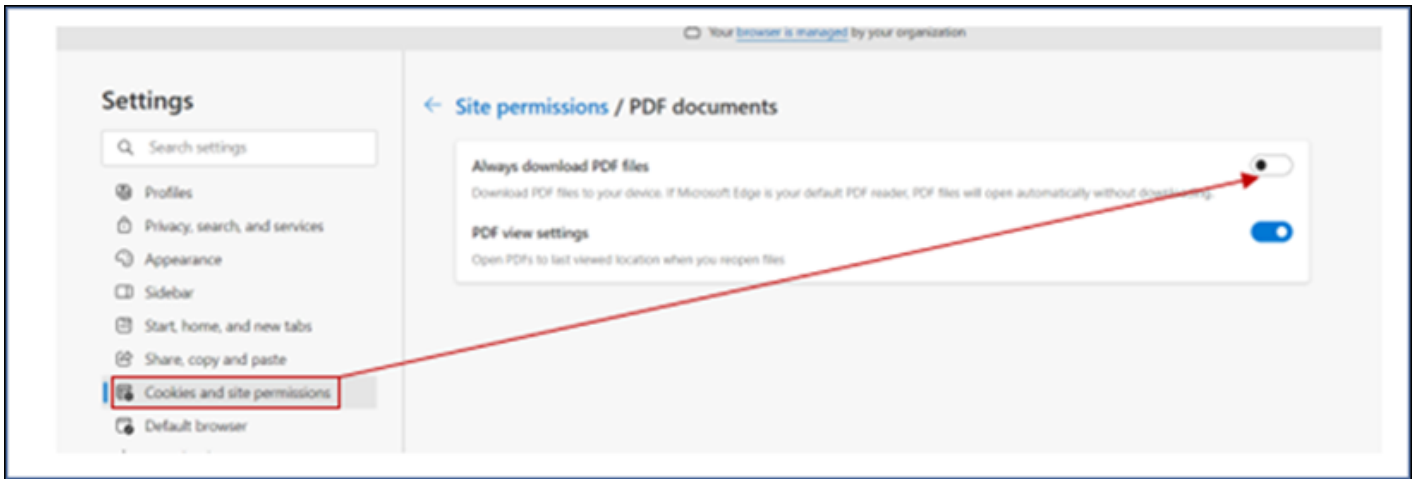 Your browser is managed by your organization
Settings
Search settings
Profiles
Privacy, search, and services
Appearance
Sidebar
Start, home, and new tabs
Share, copy and paste
Cookies and site permissions
Default browser
Site permissions / PDF documents
Always download PDF files
Download PDF files to your device. If Microsoft Edge is your default PDF reader, PDF files will open automatically without downloading.
PDF view settings
Open PDFs to last viewed location when you reopen files